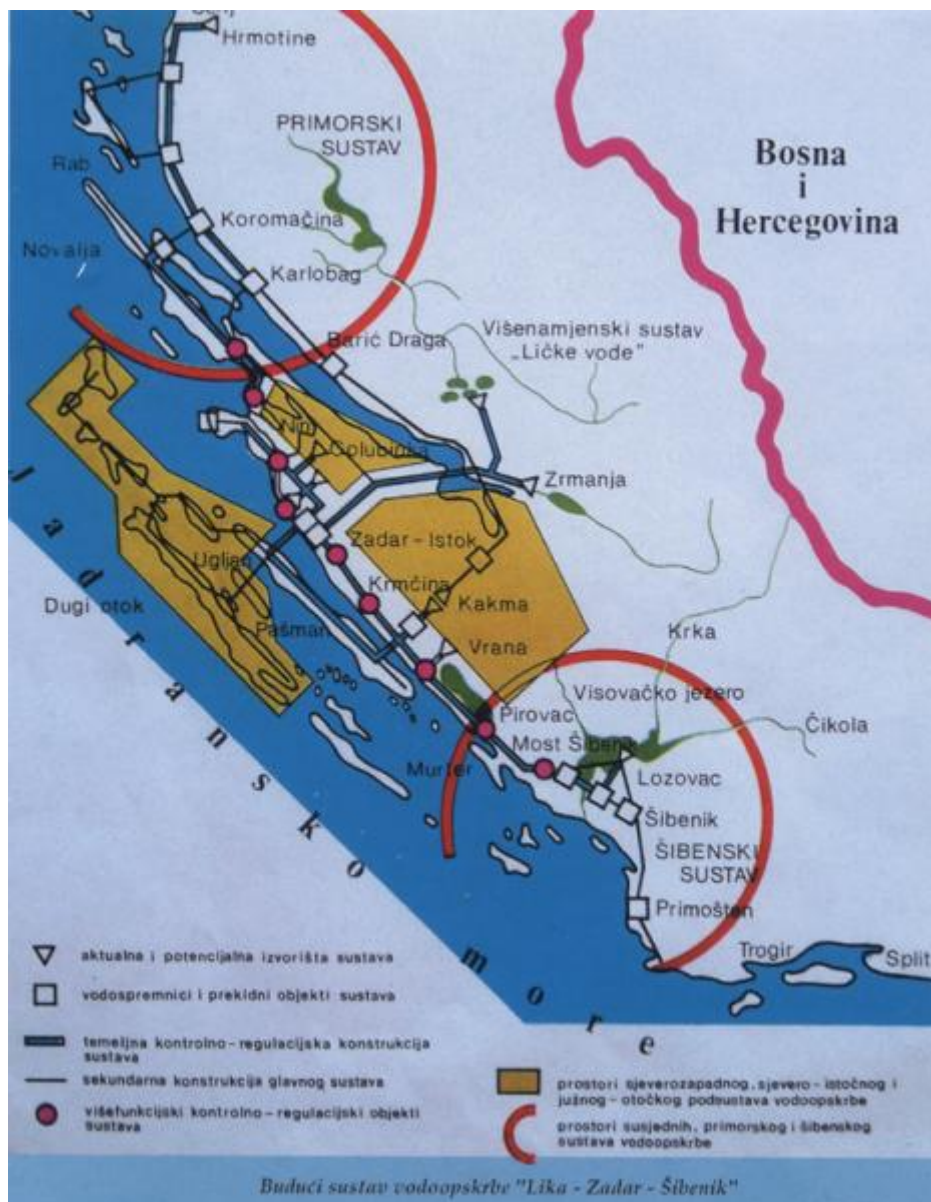 Hrmotine
PRIMORSKI
SUSTAV
Bosna
i
Hercegovina
Rab
Koromačina
Novalja
Karlobag
Barić Draga
Višenamjenski sustav
„Ličke vode”
Nin
Golubinka
Zrmanja
Zadar-Istok
Ugljan
Krmčina
Dugi otok
Kakma
Pašman
Vrana
Krka
Visovačko jezero
Pirovac
Čikola
Most Šibenik
Murter
Lozovac
Šibenik
ŠIBENSKI
SUSTAV
Primošten
Trogir
Split
Jadransko more
aktualna i potencijalna izvorišta sustava
vodospremnici i prekidni objekti sustava
temeljna kontrolno-regulacijska konstrukcija
sustava
sekundarna konstrukcija glavnog sustava
višefunkcijski kontrolno-regulacijski objekti
sustava
prostori sjeverozapadnog, sjevero-istočnog i
južnog-otočkog podsustava vodoopskrbe
prostori susjednih, primorskog i šibenskog
sustava vodoopskrbe
Budući sustav vodoopskrbe "Lika - Zadar - Šibenik"